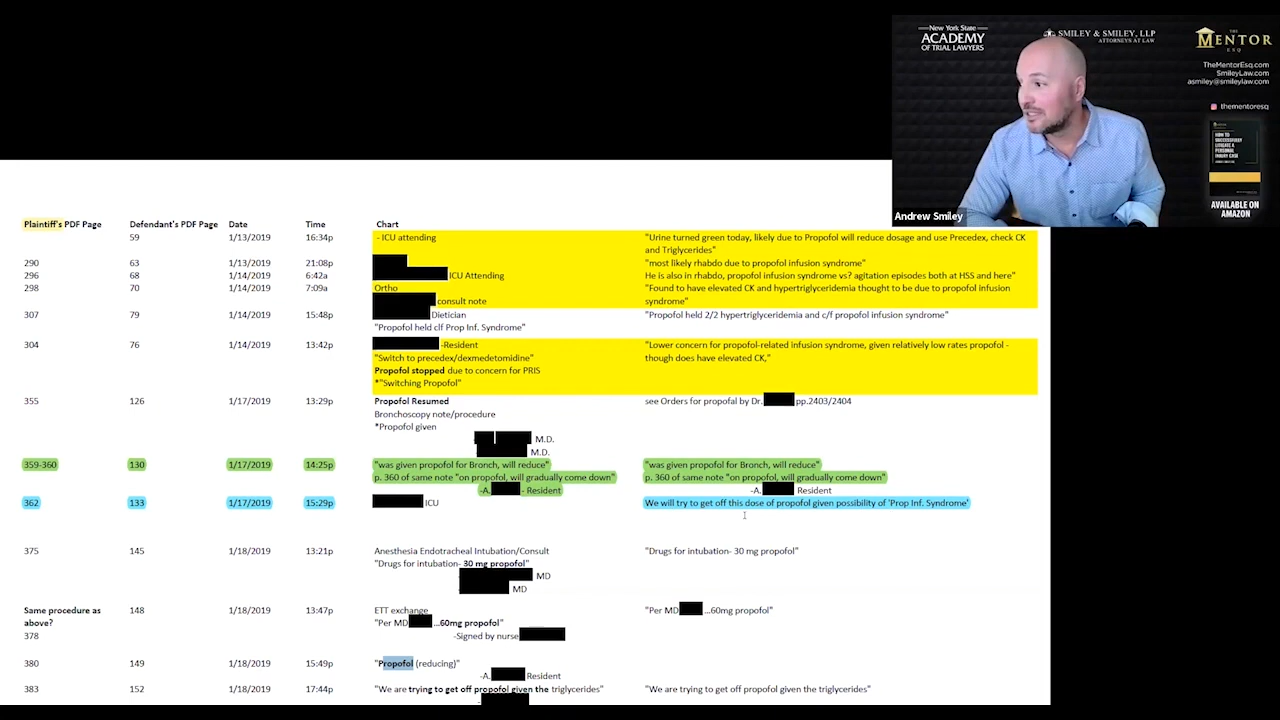 New York State
ACADEMY
OF TRIAL LAWYERS
SMILEY & SMILEY, LLP
ATTORNEYS AT LAW
THE
MENTOR
ESQ
TheMentorEsq.com
SmileyLaw.com
asmiley@smileylaw.com
thementoresq
HOW TO
SUCCESSFULLY
LITIGATE A
PERSONAL
INJURY CASE
AVAILABLE ON
AMAZON
Andrew Smiley
Plaintiff's PDF Page Defendant's PDF Page Date Time Chart
59 1/13/2019 16:34p - ICU attending "Urine turned green today, likely due to Propofol will reduce dosage and use Precedex, check CK
and Triglycerides"
290 63 1/13/2019 21:08p "most likely rhabdo due to propofol infusion syndrome"
296 68 1/14/2019 6:42a ICU Attending He is also in rhabdo, propofol infusion syndrome vs? agitation episodes both at HSS and here"
298 70 1/14/2019 7:09a Ortho "Found to have elevated CK and hypertriglyceridemia thought to be due to propofol infusion
consult note syndrome"
307 79 1/14/2019 15:48p Dietician "Propofol held 2/2 hypertriglyceridemia and c/f propofol infusion syndrome"
"Propofol held clf Prop Inf. Syndrome"
304 76 1/14/2019 13:42p -Resident "Lower concern for propofol-related infusion syndrome, given relatively low rates propofol -
"Switch to precedex/dexmedetomidine" though does have elevated CK,"
Propofol stopped due to concern for PRIS
*"Switching Propofol"
355 126 1/17/2019 13:29p Propofol Resumed see Orders for propofal by Dr. pp.2403/2404
Bronchoscopy note/procedure
*Propofol given
M.D.
M.D.
359-360 130 1/17/2019 14:25p "was given propofol for Bronch, will reduce" "was given propofol for Bronch, will reduce"
p. 360 of same note "on propofol, will gradually come down" p. 360 of same note "on propofol, will gradually come down"
-A. - Resident -A. Resident
362 133 1/17/2019 15:29p ICU We will try to get off this dose of propofol given possibility of 'Prop Inf. Syndrome'
375 145 1/18/2019 13:21p Anesthesia Endotracheal Intubation/Consult "Drugs for intubation- 30 mg propofol"
"Drugs for intubation- 30 mg propofol"
MD
MD
Same procedure as 148 1/18/2019 13:47p ETT exchange "Per MD ...60mg propofol"
above? "Per MD ...60mg propofol"
378 -Signed by nurse
380 149 1/18/2019 15:49p "Propofol (reducing)"
-A. Resident
383 152 1/18/2019 17:44p "We are trying to get off propofol given the triglycerides" "We are trying to get off propofol given the triglycerides"